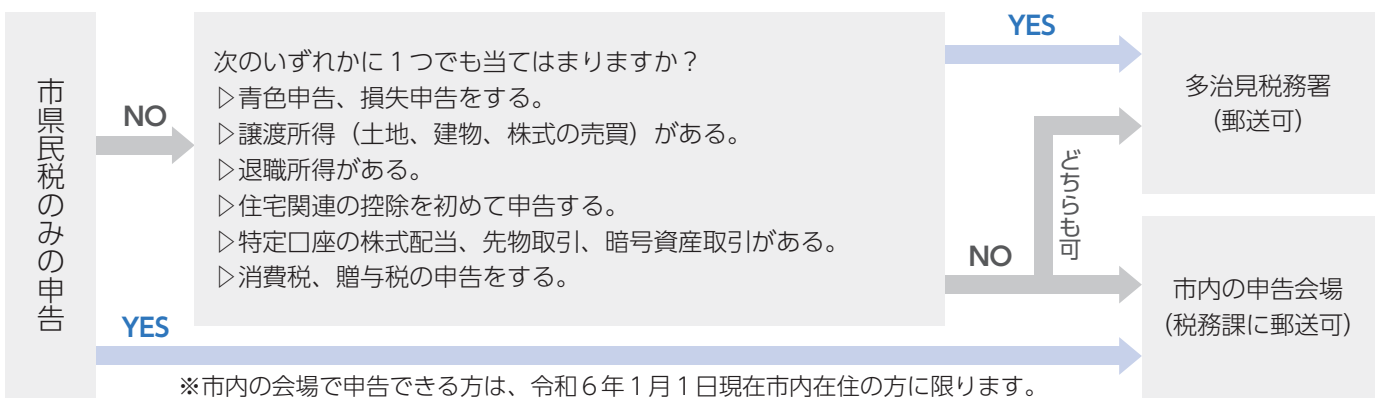 市県民税のみの申告
NO
次のいずれかに１つでも当てはまりますか？
▷青色申告、損失申告をする。
▷譲渡所得（土地、建物、株式の売買）がある。
▷退職所得がある。
▷住宅関連の控除を初めて申告する。
▷特定口座の株式配当、先物取引、暗号資産取引がある。
▷消費税、贈与税の申告をする。
YES
多治見税務署
（郵送可）
どちらも可
NO
市内の申告会場
（税務課に郵送可）
YES
※市内の会場で申告できる方は、令和６年１月１日現在市内在住の方に限ります。